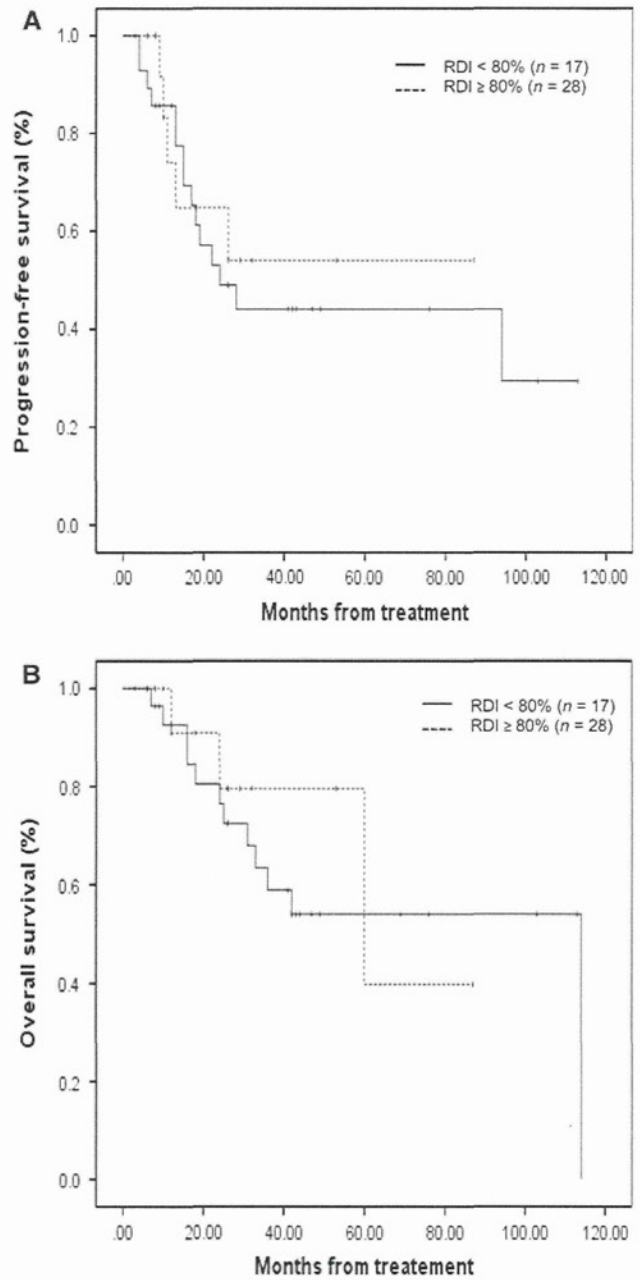 A
1.0
0.8
0.6
0.4
0.2
0.0
Progression-free survival (%)
RDI < 80% (n = 17)
RDI ≥ 80% (n = 28)
.00 20.00 40.00 60.00 80.00 100.00 120.00
Months from treatment
B
1.0
0.8
0.6
0.4
0.2
0.0
Overall survival (%)
RDI < 80% (n = 17)
RDI ≥ 80% (n = 28)
.00 20.00 40.00 60.00 80.00 100.00 120.00
Months from treatement